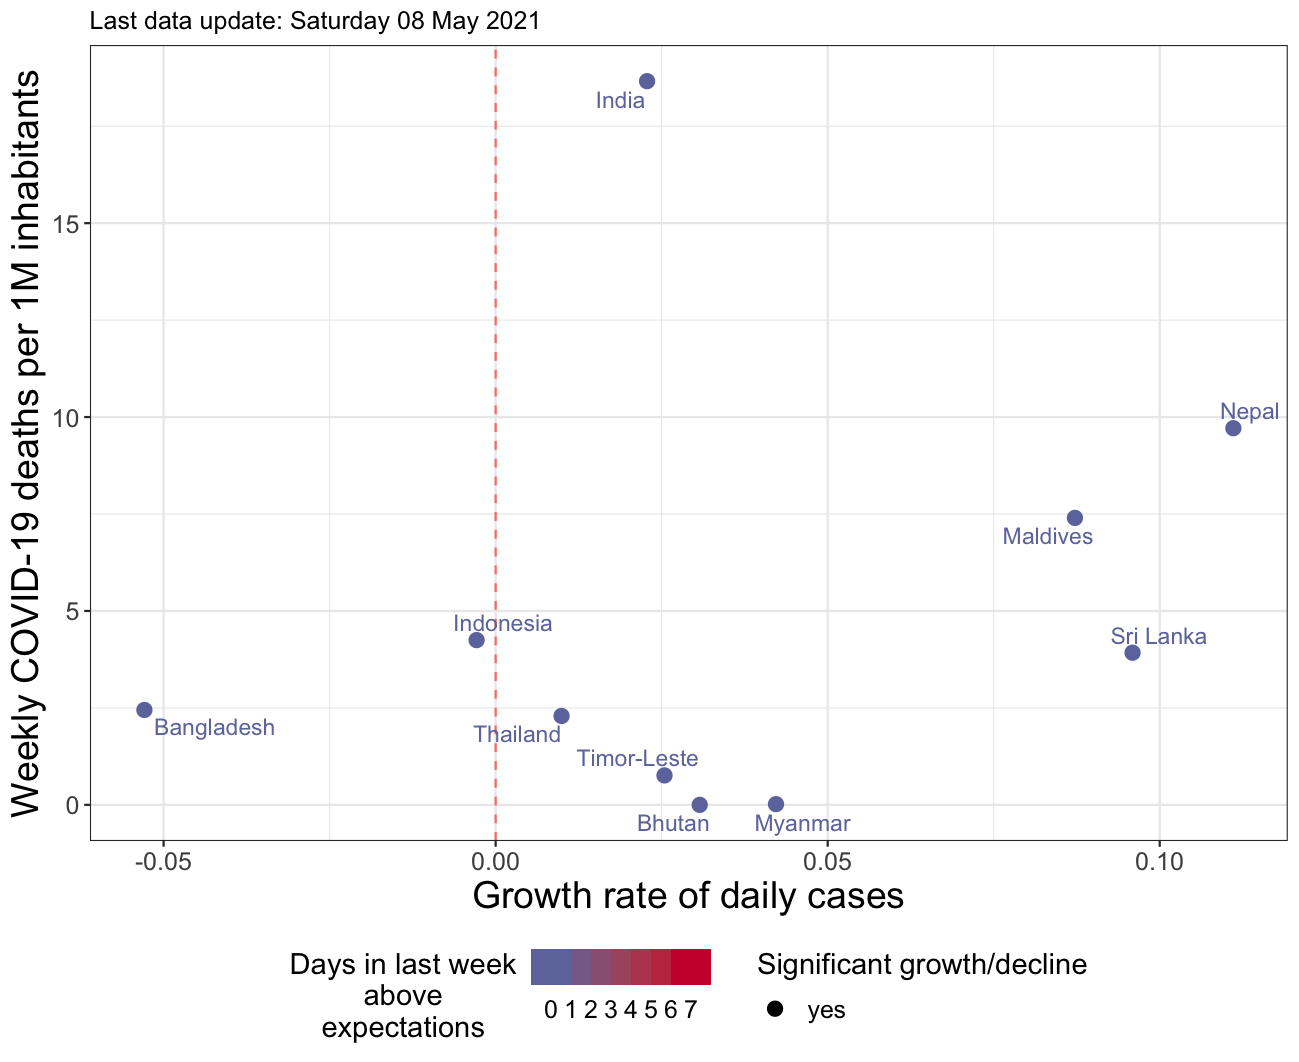 Last data update: Saturday 08 May 2021
Weekly COVID-19 deaths per 1M inhabitants
15
10
5
0
India
Nepal
Maldives
Indonesia
Sri Lanka
Bangladesh
Thailand
Timor-Leste
Bhutan
Myanmar
-0.05
0.00
0.05
0.10
Growth rate of daily cases
Days in last week
above
expectations
0 1 2 3 4 5 6 7
Significant growth/decline
yes